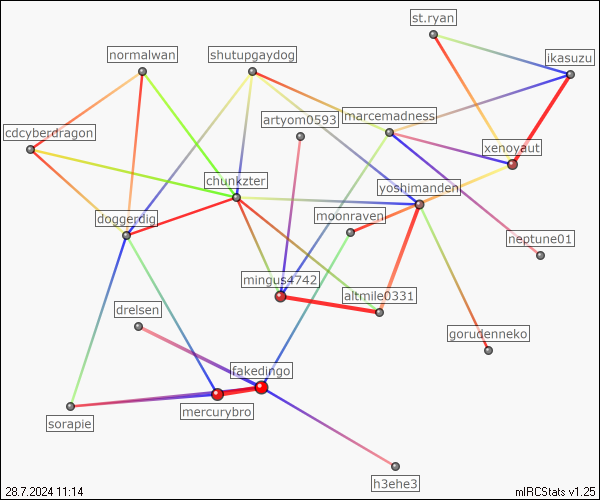 st.ryan
normalwan
shutupgaydog
ikasuzu
artyom0593
marcemadness
cdcyberdragon
xenoyaut
chunkzter
yoshimanden
doggerdig
moonraven
neptune01
mingus4742
altmile0331
drelsen
gorudenneko
fakedingo
mercurybro
sorapie
h3ehe3
28.7.2024 11:14
mIRCStats v1.25